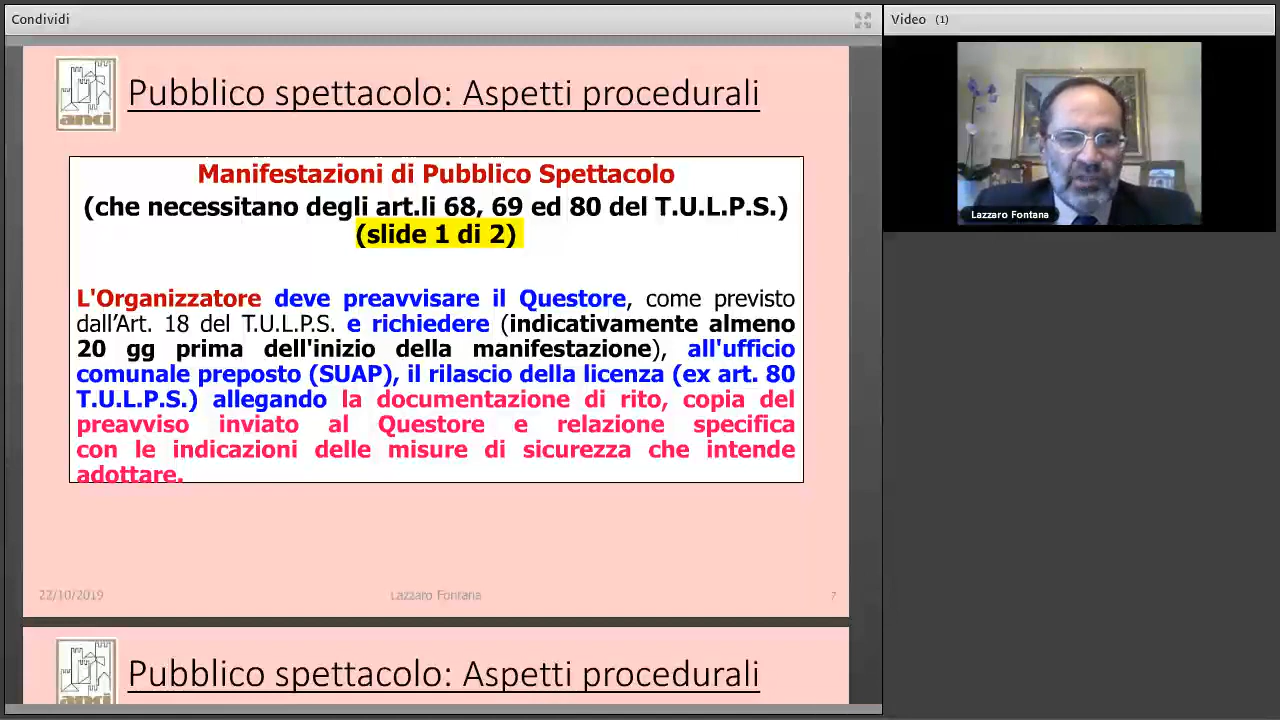 Condividi
Video (1)
anci
Pubblico spettacolo: Aspetti procedurali
Manifestazioni di Pubblico Spettacolo
(che necesitano degli art.li 68, 69 ed 80 del T.U.L.P.S.)
(slide 1 di 2)
L'Organizzatore deve preavvisare il Questore, come previsto
dall’Art. 18 del T.U.L.P.S. e richiedere (indicativamente almeno
20 gg prima dell'inizio della manifestazione), all'ufficio
comunale preposto (SUAP), il rilascio della licenza (ex art. 80
T.U.L.P.S.) allegando la documentazione di rito, copia del
preavviso inviato al Questore e relazione specifica
con le indicazioni delle misure di sicurezza che intende
adottare.
22/10/2019
Lazzaro Fontana
7
Lazzaro Fontana
anci
Pubblico spettacolo: Aspetti procedurali